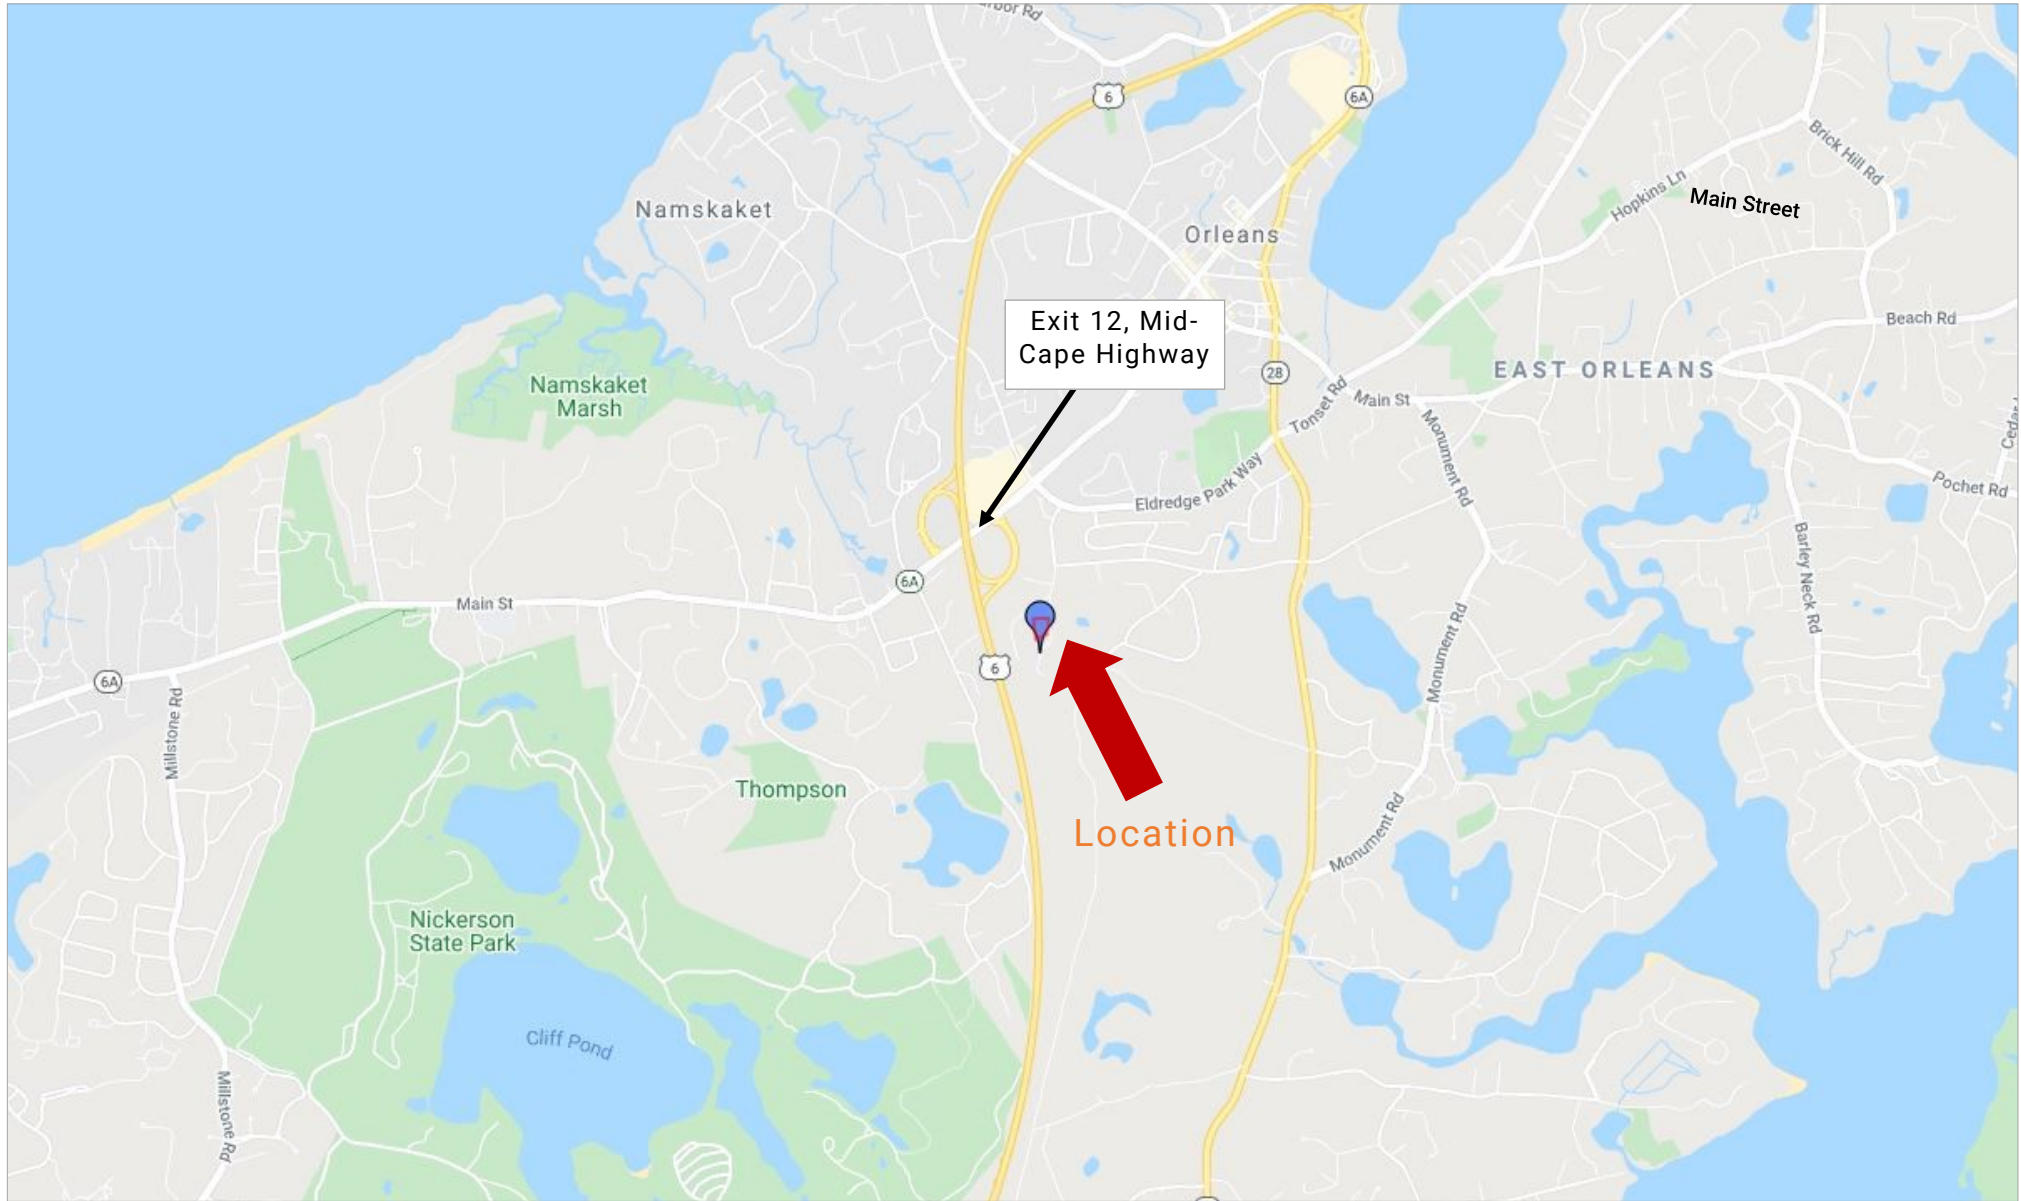 6
6A
Brick Hill Rd
Hopkins Ln
Main Street
Namskaket
Orleans
Exit 12, Mid-
Cape Highway
Beach Rd
EAST ORLEANS
28
Namskaket
Marsh
Tonset Rd
Main St
Monument Rd
Eldredge Park Way
Pochet Rd
Barley Neck Rd
6A
Main St
Monument Rd
6
6A
Millstone Rd
Thompson
Location
Monument Rd
Nickerson
State Park
Cliff Pond
Millstone Rd